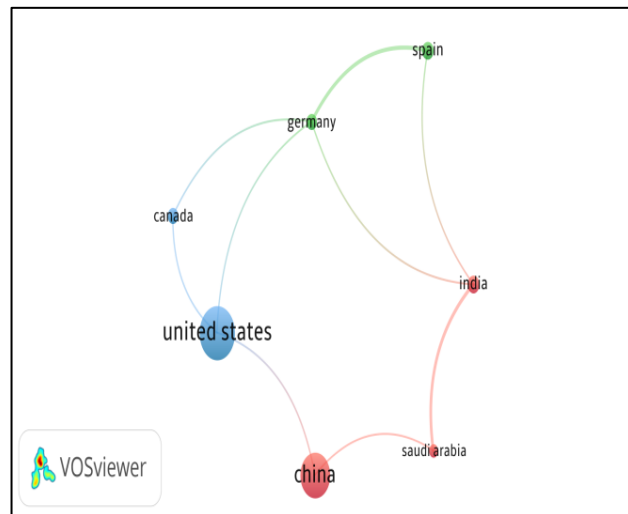 spain
germany
canada
india
united states
saudi arabia
china
VOSviewer